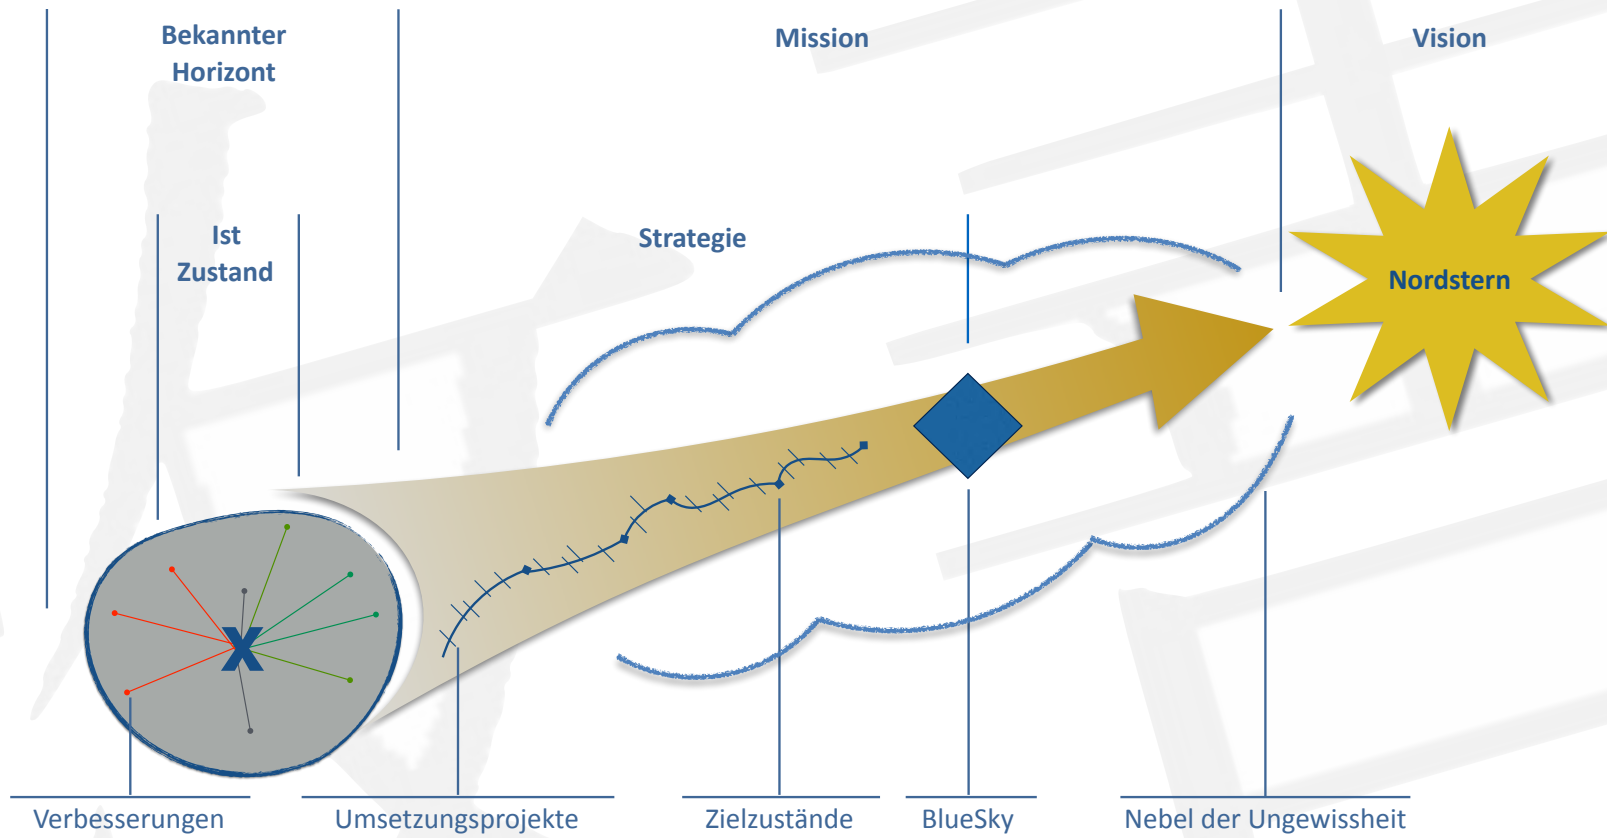 Bekannter
Horizont
Mission
Vision
Ist
Zustand
Strategie
Nordstern
X
Verbesserungen
Umsetzungsprojekte
Zielzustände
BlueSky
Nebel der Ungewissheit